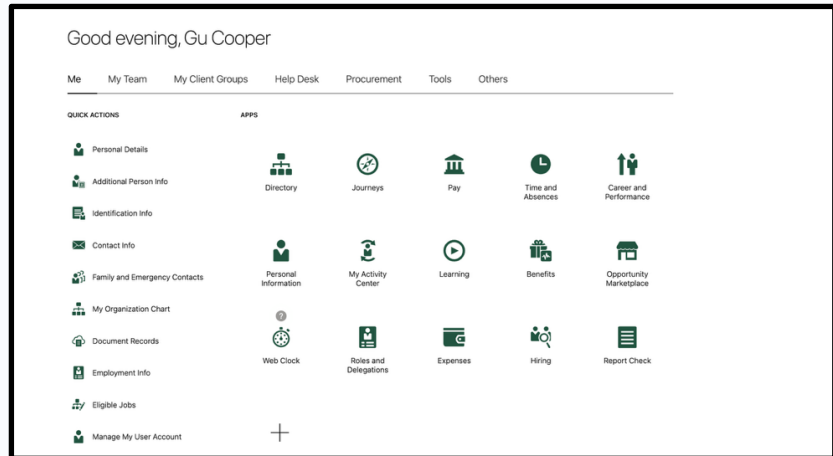 Good evening, Gu Cooper
Me My Team My Client Groups Help Desk Procurement Tools Others
QUICK ACTIONS
Personal Details
Additional Person Info
Identification Info
Contact Info
Family and Emergency Contacts
My Organization Chart
Document Records
Employment Info
Eligible Jobs
Manage My User Account
APPS
Directory
Journeys
Pay
Time and
Absences
Career and
Performance
Personal
Information
My Activity
Center
Learning
Benefits
Opportunity
Marketplace
?
Web Clock
Roles and
Delegations
Expenses
Hiring
Report Check